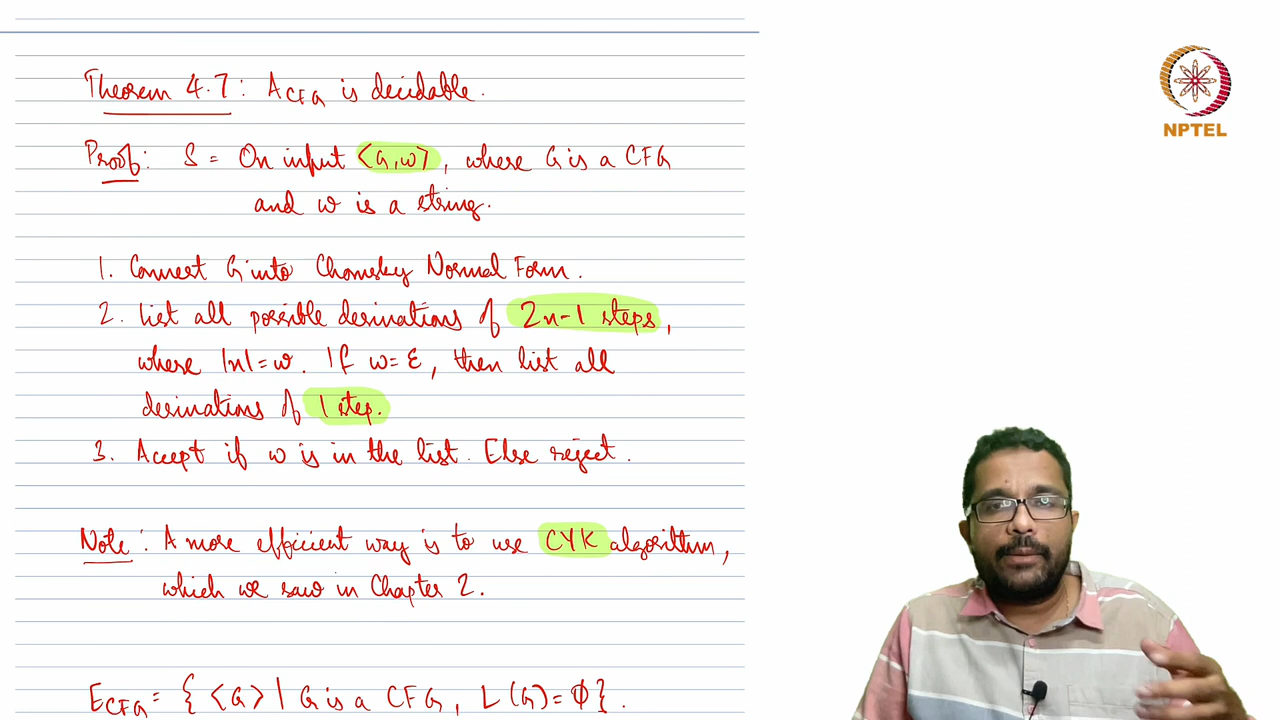 Theorem 4.7: A_CFG is decidable.
Proof: S = On input <G,w>, where G is a CFG
and w is a string.
1. Convert G into Chomsky Normal Form.
2. List all possible derivations of 2n-1 steps,
where |n|=w. If w=ε, then list all
derivations of 1 step.
3. Accept if w is in the list. Else reject.
Note: A more efficient way is to use CYK algorithm,
which we saw in Chapter 2.
E_CFG = { <G> | G is a CFG, L(G)=ϕ}.
NPTEL